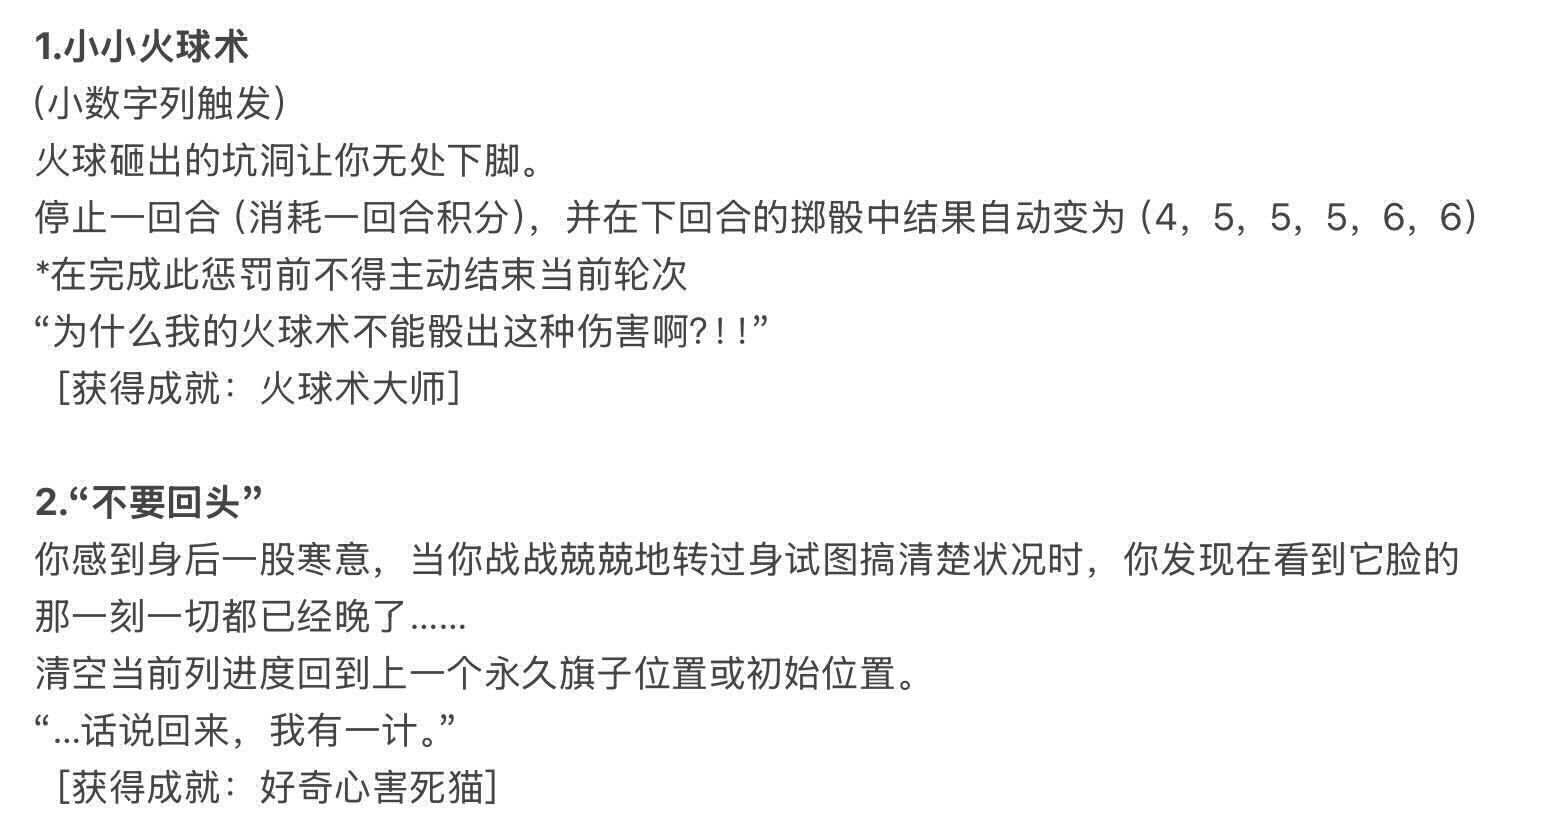 1.小小火球术
(小数字列触发)
火球砸出的坑洞让你无处下脚。
停止一回合 (消耗一回合积分)，并在下回合的掷骰中结果自动变为 (4，5，5，5，6，6)
*在完成此惩罚前不得主动结束当前轮次
“为什么我的火球术不能骰出这种伤害啊?！！”
［获得成就：火球术大师］
2.“不要回头”
你感到身后一股寒意，当你战战兢兢地转过身试图搞清楚状况时，你发现在看到它脸的
那一刻一切都已经晚了……
清空当前列进度回到上一个永久旗子位置或初始位置。
“…话说回来，我有一计。”
［获得成就：好奇心害死猫］